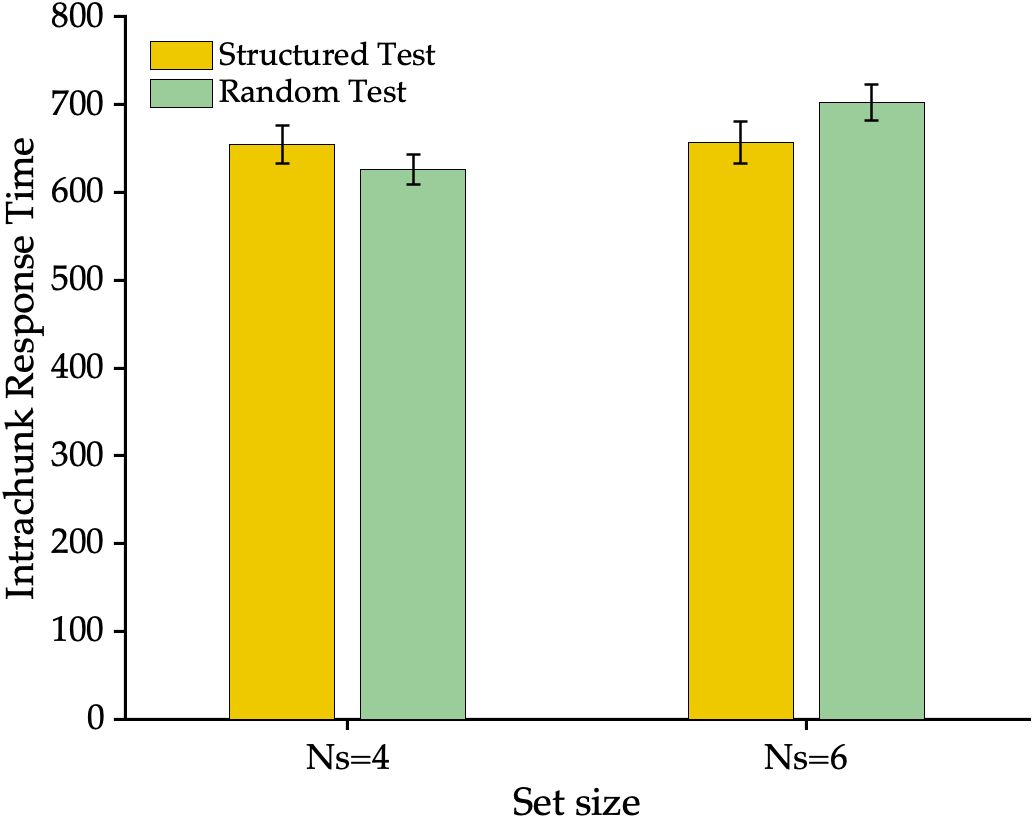 800
700
600
500
400
300
200
100
0
Intrachunk Response Time
Structured Test
Random Test
Ns=4
Ns=6
Set size